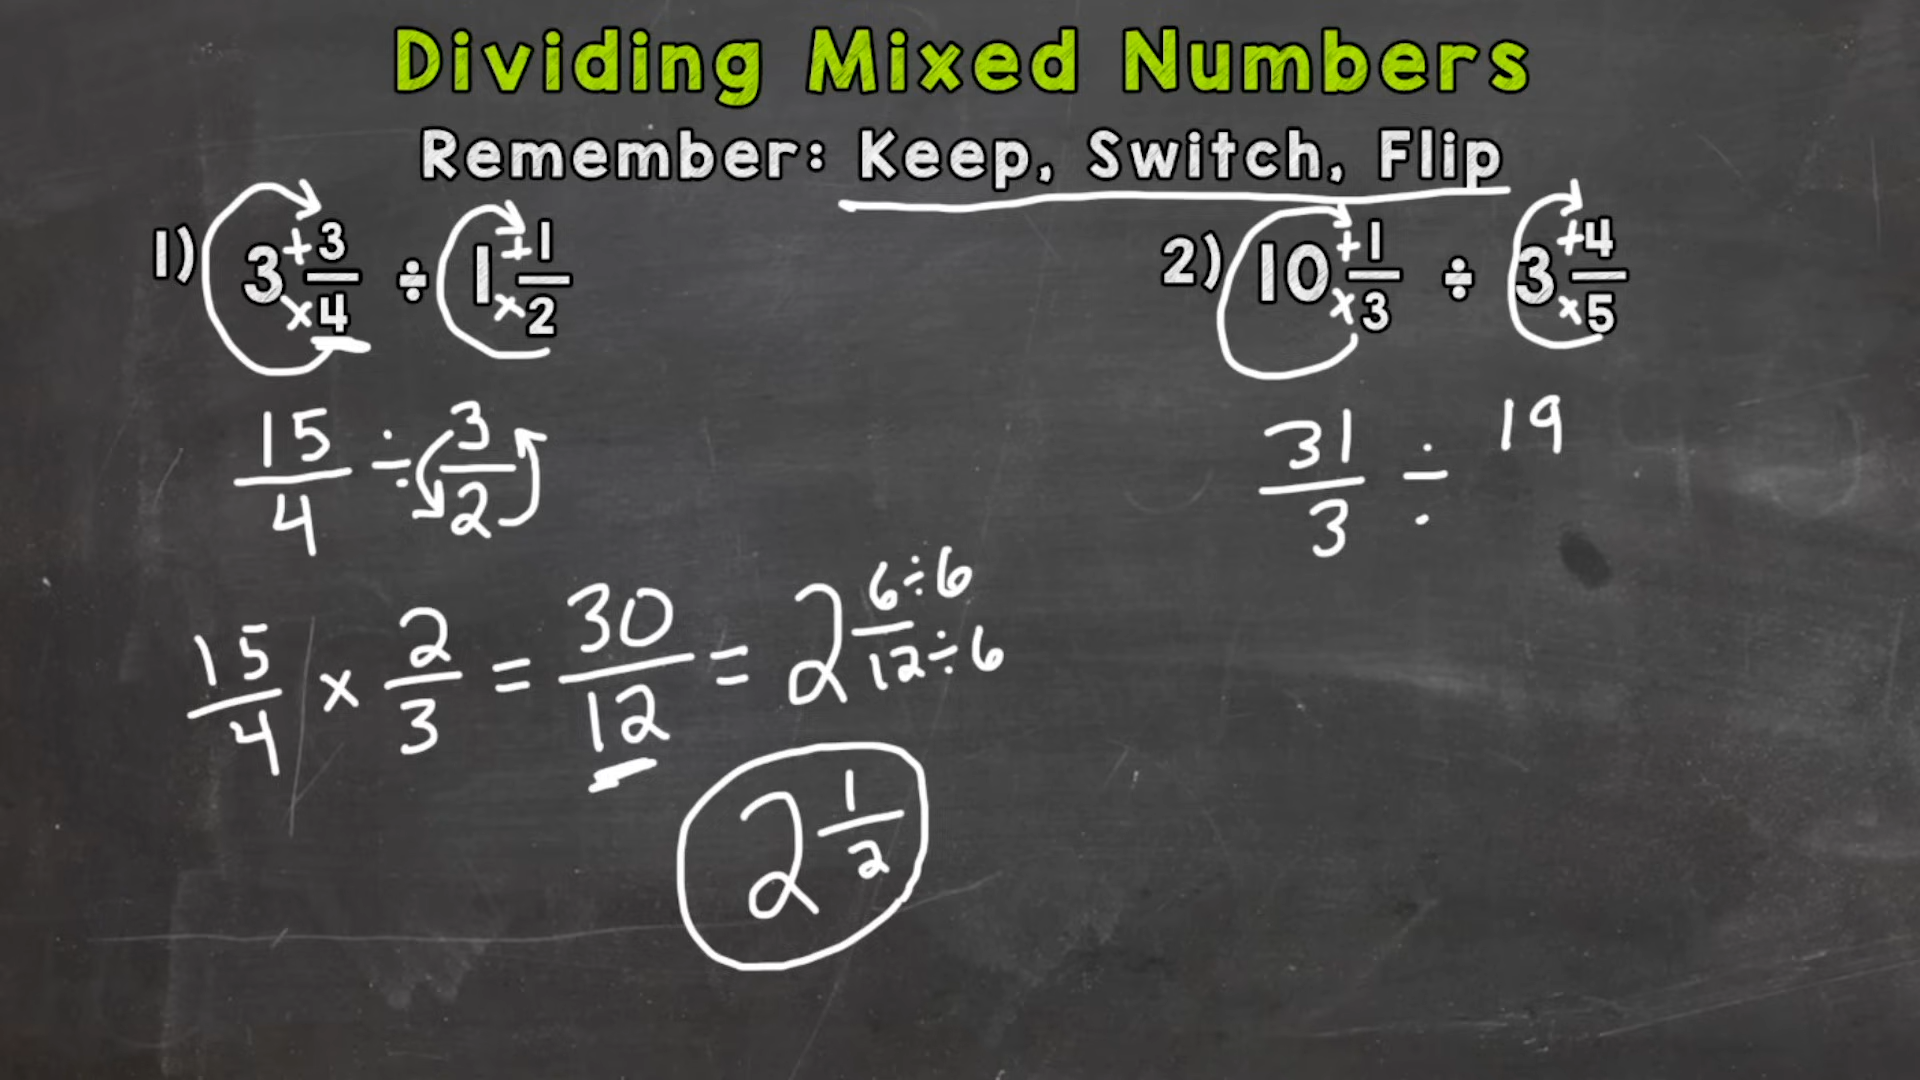 Dividing Mixed Numbers
Remember: Keep, Switch, Flip
1) 3 + 3/4 × ÷ 1 + 1/2 ×
15/4 ÷ 3/2
15/4 × 2/3 = 30/12 = 2 6÷6/12÷6
2 1/2
2) 10 + 1/3 × ÷ 3 + 4/5 ×
31/3 ÷ 19